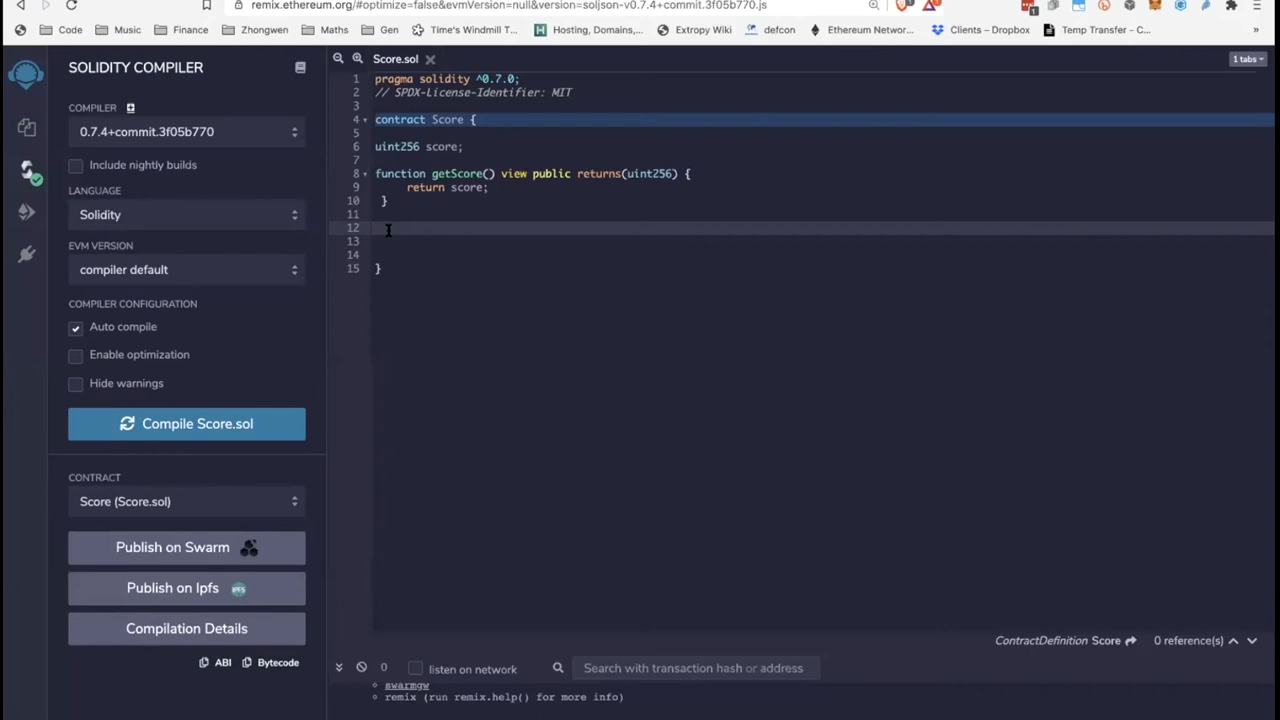 remix.ethereum.org/#optimize=false&evmVersion=null&version=soljson-v0.7.4+commit.3f05b770.js
1
Code Music Finance Zhongwen Maths Gen Time's Windmill T... Hosting, Domains,... Extropy Wiki defcon Ethereum Networ... Clients – Dropbox Temp Transfer – C... »
SOLIDITY COMPILER
COMPILER
0.7.4+commit.3f05b770
Include nightly builds
LANGUAGE
Solidity
EVM VERSION
compiler default
COMPILER CONFIGURATION
Auto compile
Enable optimization
Hide warnings
Compile Score.sol
CONTRACT
Score (Score.sol)
Publish on Swarm
Publish on Ipfs IPFS
Compilation Details
ABI Bytecode
Score.sol
1 tabs
1 pragma solidity ^0.7.0;
2 // SPDX-License-Identifier: MIT
3
4 contract Score {
5
6 uint256 score;
7
8 function getScore() view public returns(uint256) {
9 return score;
10 }
11
12
13
14
15 }
ContractDefinition Score 0 reference(s)
0 listen on network Search with transaction hash or address
swarmgw
remix (run remix.help() for more info)